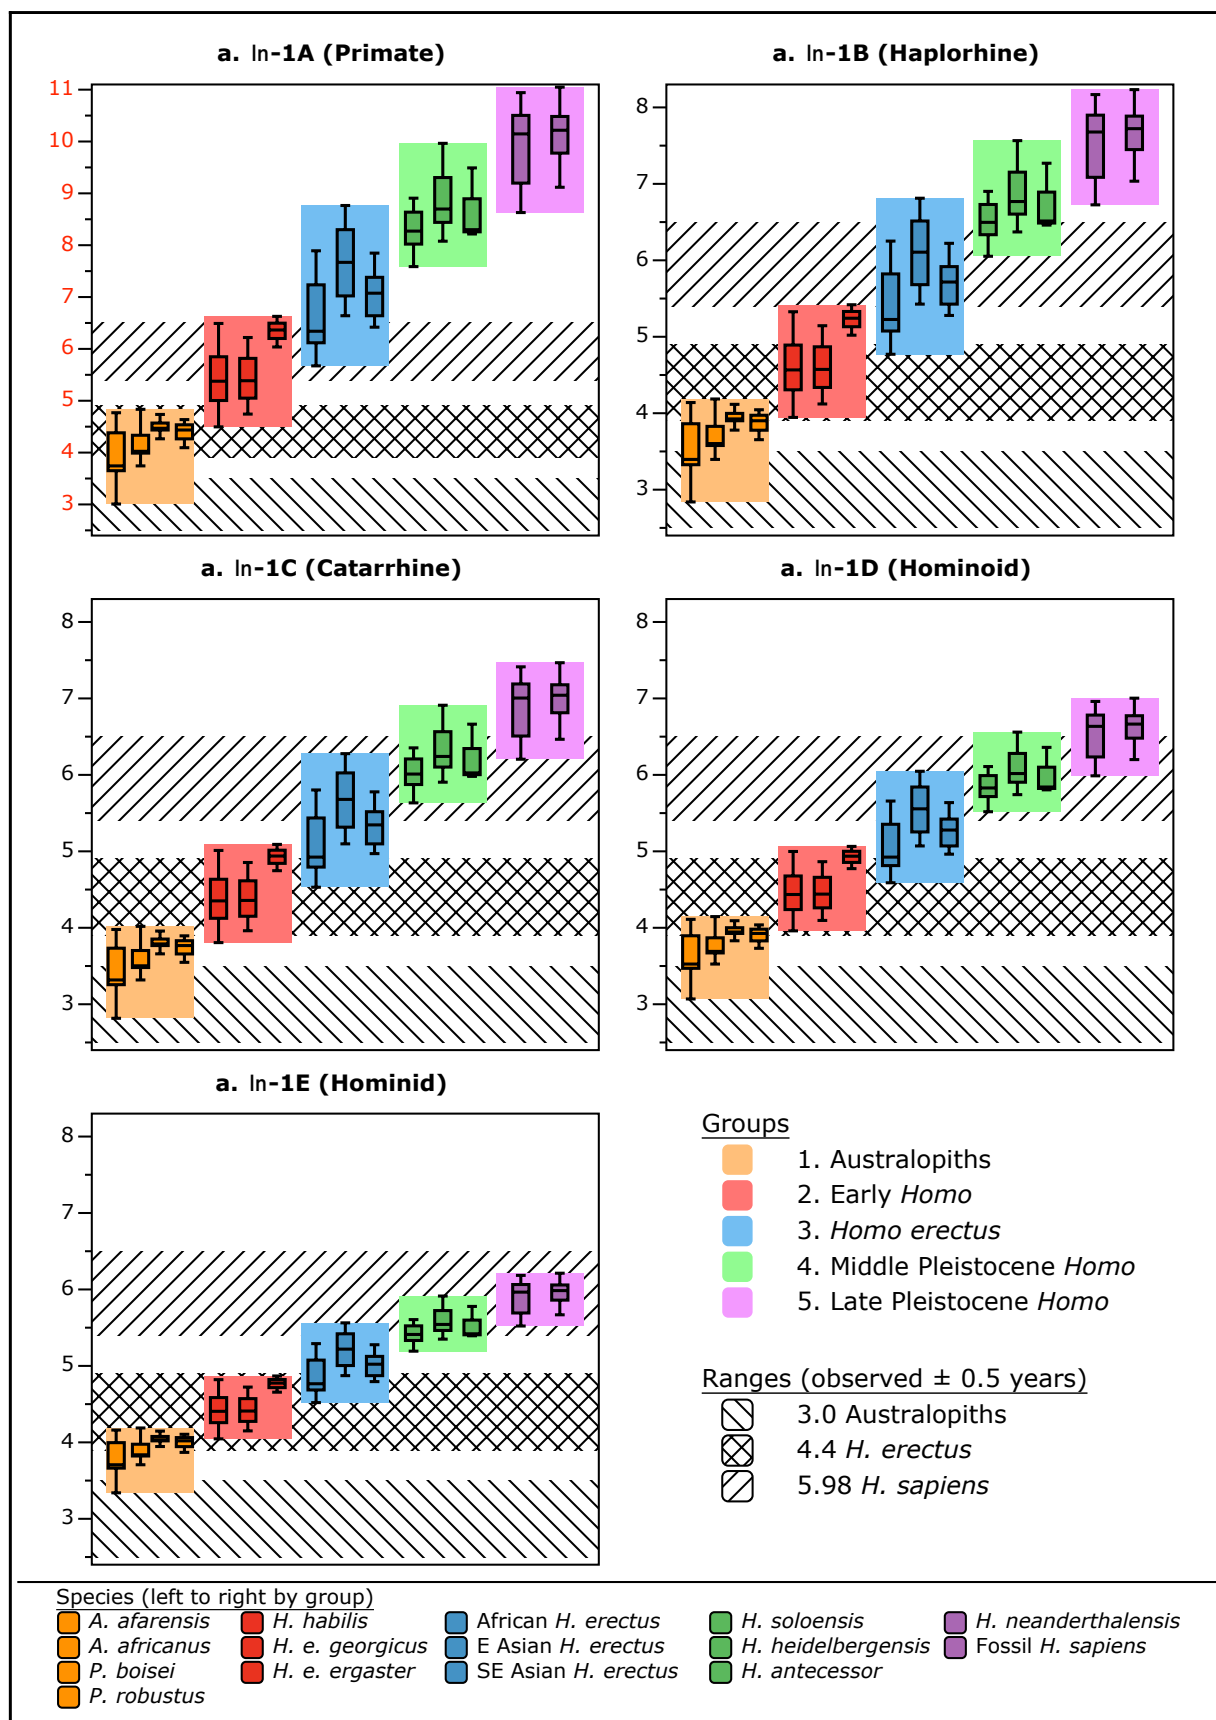 a. ln-1A (Primate)
11
10
9
8
7
6
5
4
3
a. ln-1B (Haplorhine)
8
7
6
5
4
3
a. ln-1C (Catarrhine)
8
7
6
5
4
3
a. ln-1D (Hominoid)
8
7
6
5
4
3
a. ln-1E (Hominid)
8
7
6
5
4
3
Groups
1. Australopiths
2. Early Homo
3. Homo erectus
4. Middle Pleistocene Homo
5. Late Pleistocene Homo
Ranges (observed ± 0.5 years)
3.0 Australopiths
4.4 H. erectus
5.98 H. sapiens
Species (left to right by group)
A. afarensis
A. africanus
P. boisei
P. robustus
H. habilis
H. e. georgicus
H. e. ergaster
African H. erectus
E Asian H. erectus
SE Asian H. erectus
H. soloensis
H. heidelbergensis
H. antecessor
H. neanderthalensis
Fossil H. sapiens